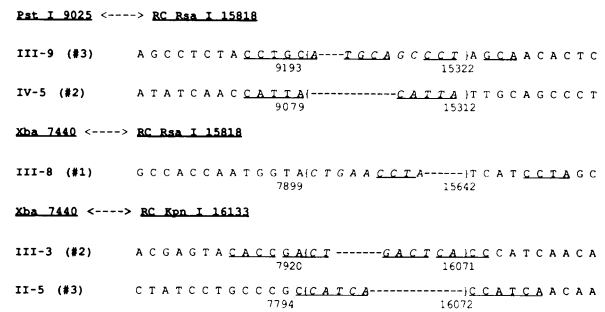 Pst I 9025 <----> RC Rsa I 15818
III-9 (#3) A G C C T C T A C C T G C(A----T G C A G C C C T )A G C A A C A C T C
9193 15322
IV-5 (#2) A T A T C A A C C A T T A(-------------C A T T A )T T G C A G C C C T
9079 15312
Xba 7440 <----> RC Rsa I 15818
III-8 (#1) G C C A C C A A T G G T A(C T G A A C C T A------)T C A T C C T A G C
7899 15642
Xba 7440 <----> RC Kpn I 16133
III-3 (#2) A C G A G T A C A C C G A(C T -------G A C T C A )C C C A T C A A C A
7920 16071
II-5 (#3) C T A T C C T G C C C G C(C A T C A--------------)C C A T C A A C A A
7794 16072